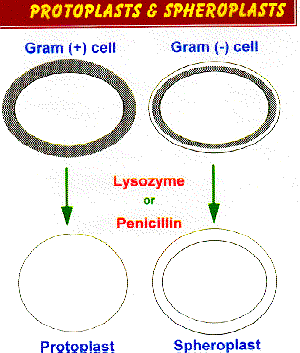 PROTOPLASTS & SPHEROPLASTS
Gram (+) cell
Gram (-) cell
Lysozyme
or
Penicillin
Protoplast
Spheroplast